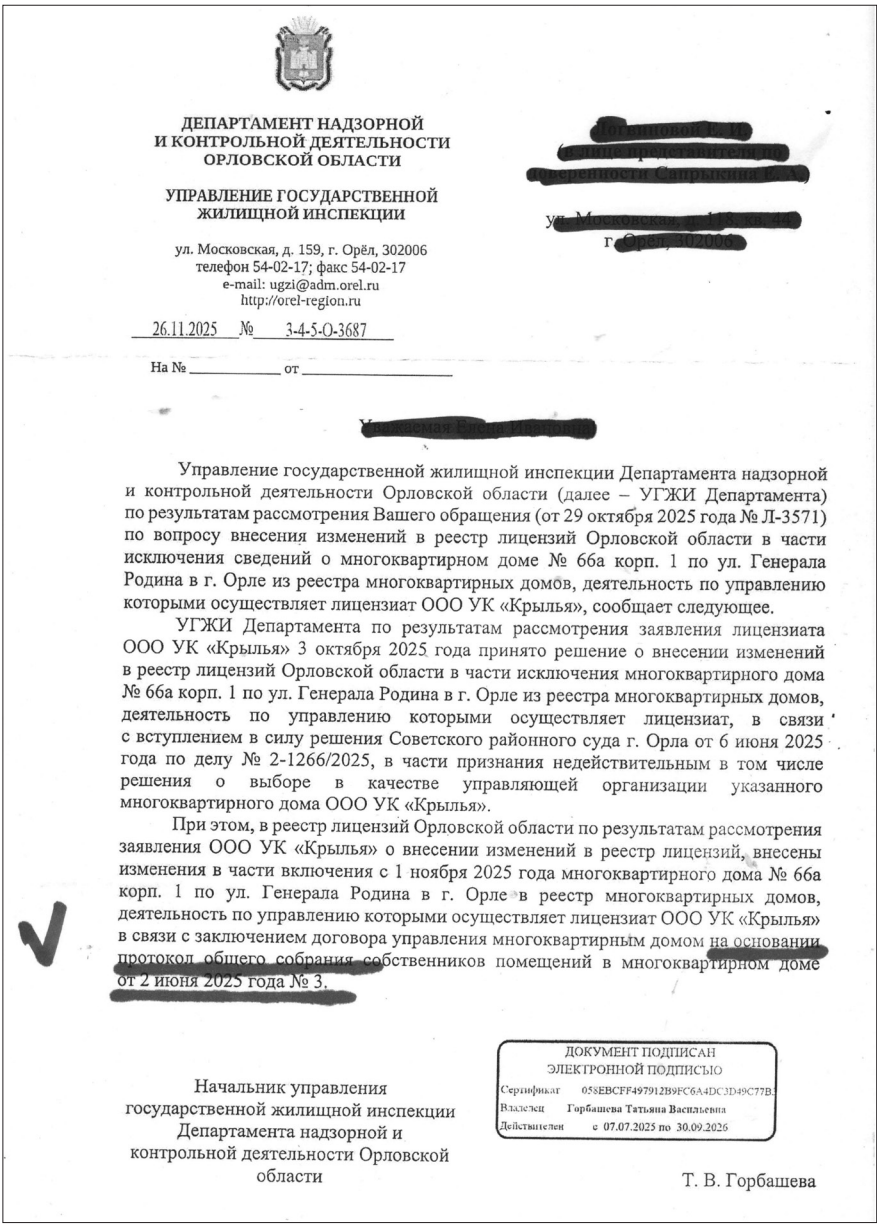 ДЕПАРТАМЕНТ НАДЗОРНОЙ
И КОНТРОЛЬНОЙ ДЕЯТЕЛЬНОСТИ
ОРЛОВСКОЙ ОБЛАСТИ
УПРАВЛЕНИЕ ГОСУДАРСТВЕННОЙ
ЖИЛИЩНОЙ ИНСПЕКЦИИ
ул. Московская, д. 159, г. Орёл, 302006
телефон 54-02-17; факс 54-02-17
e-mail: ugzi@adm.orel.ru
http://orel-region.ru
26.11.2025 № 3-4-5-О-3687
На № ____________ от ____________________
г.
Управление государственной жилищной инспекции Департамента надзорной
и контрольной деятельности Орловской области (далее – УГЖИ Департамента)
по результатам рассмотрения Вашего обращения (от 29 октября 2025 года № Л-3571)
по вопросу внесения изменений в реестр лицензий Орловской области в части
исключения сведений о многоквартирном доме № 66а корп. 1 по ул. Генерала
Родина в г. Орле из реестра многоквартирных домов, деятельность по управлению
которыми осуществляет лицензиат ООО УК «Крылья», сообщает следующее.
УГЖИ Департамента по результатам рассмотрения заявления лицензиата
ООО УК «Крылья» 3 октября 2025 года принято решение о внесении изменений
в реестр лицензий Орловской области в части исключения многоквартирного дома
№ 66а корп. 1 по ул. Генерала Родина в г. Орле из реестра многоквартирных домов,
деятельность по управлению которыми осуществляет лицензиат, в связи
с вступлением в силу решения Советского районного суда г. Орла от 6 июня 2025
года по делу № 2-1266/2025, в части признания недействительным в том числе
решения о выборе в качестве управляющей организации указанного
многоквартирного дома ООО УК «Крылья».
При этом, в реестр лицензий Орловской области по результатам рассмотрения
заявления ООО УК «Крылья» о внесении изменений в реестр лицензий, внесены
изменения в части включения с 1 ноября 2025 года многоквартирного дома № 66а
корп. 1 по ул. Генерала Родина в г. Орле в реестр многоквартирных домов,
деятельность по управлению которыми осуществляет лицензиат ООО УК «Крылья»
в связи с заключением договора управления многоквартирным домом на основании
протокол общего собрания собственников помещений в многоквартирном доме
от 2 июня 2025 года № 3.
ДОКУМЕНТ ПОДПИСАН
ЭЛЕКТРОННОЙ ПОДПИСЬЮ
Сертификат
Владелец Горбашева Татьяна Васильевна
Действителен с 07.07.2025 по 30.09.2026
Начальник управления
государственной жилищной инспекции
Департамента надзорной и
контрольной деятельности Орловской
области
Т. В. Горбашева